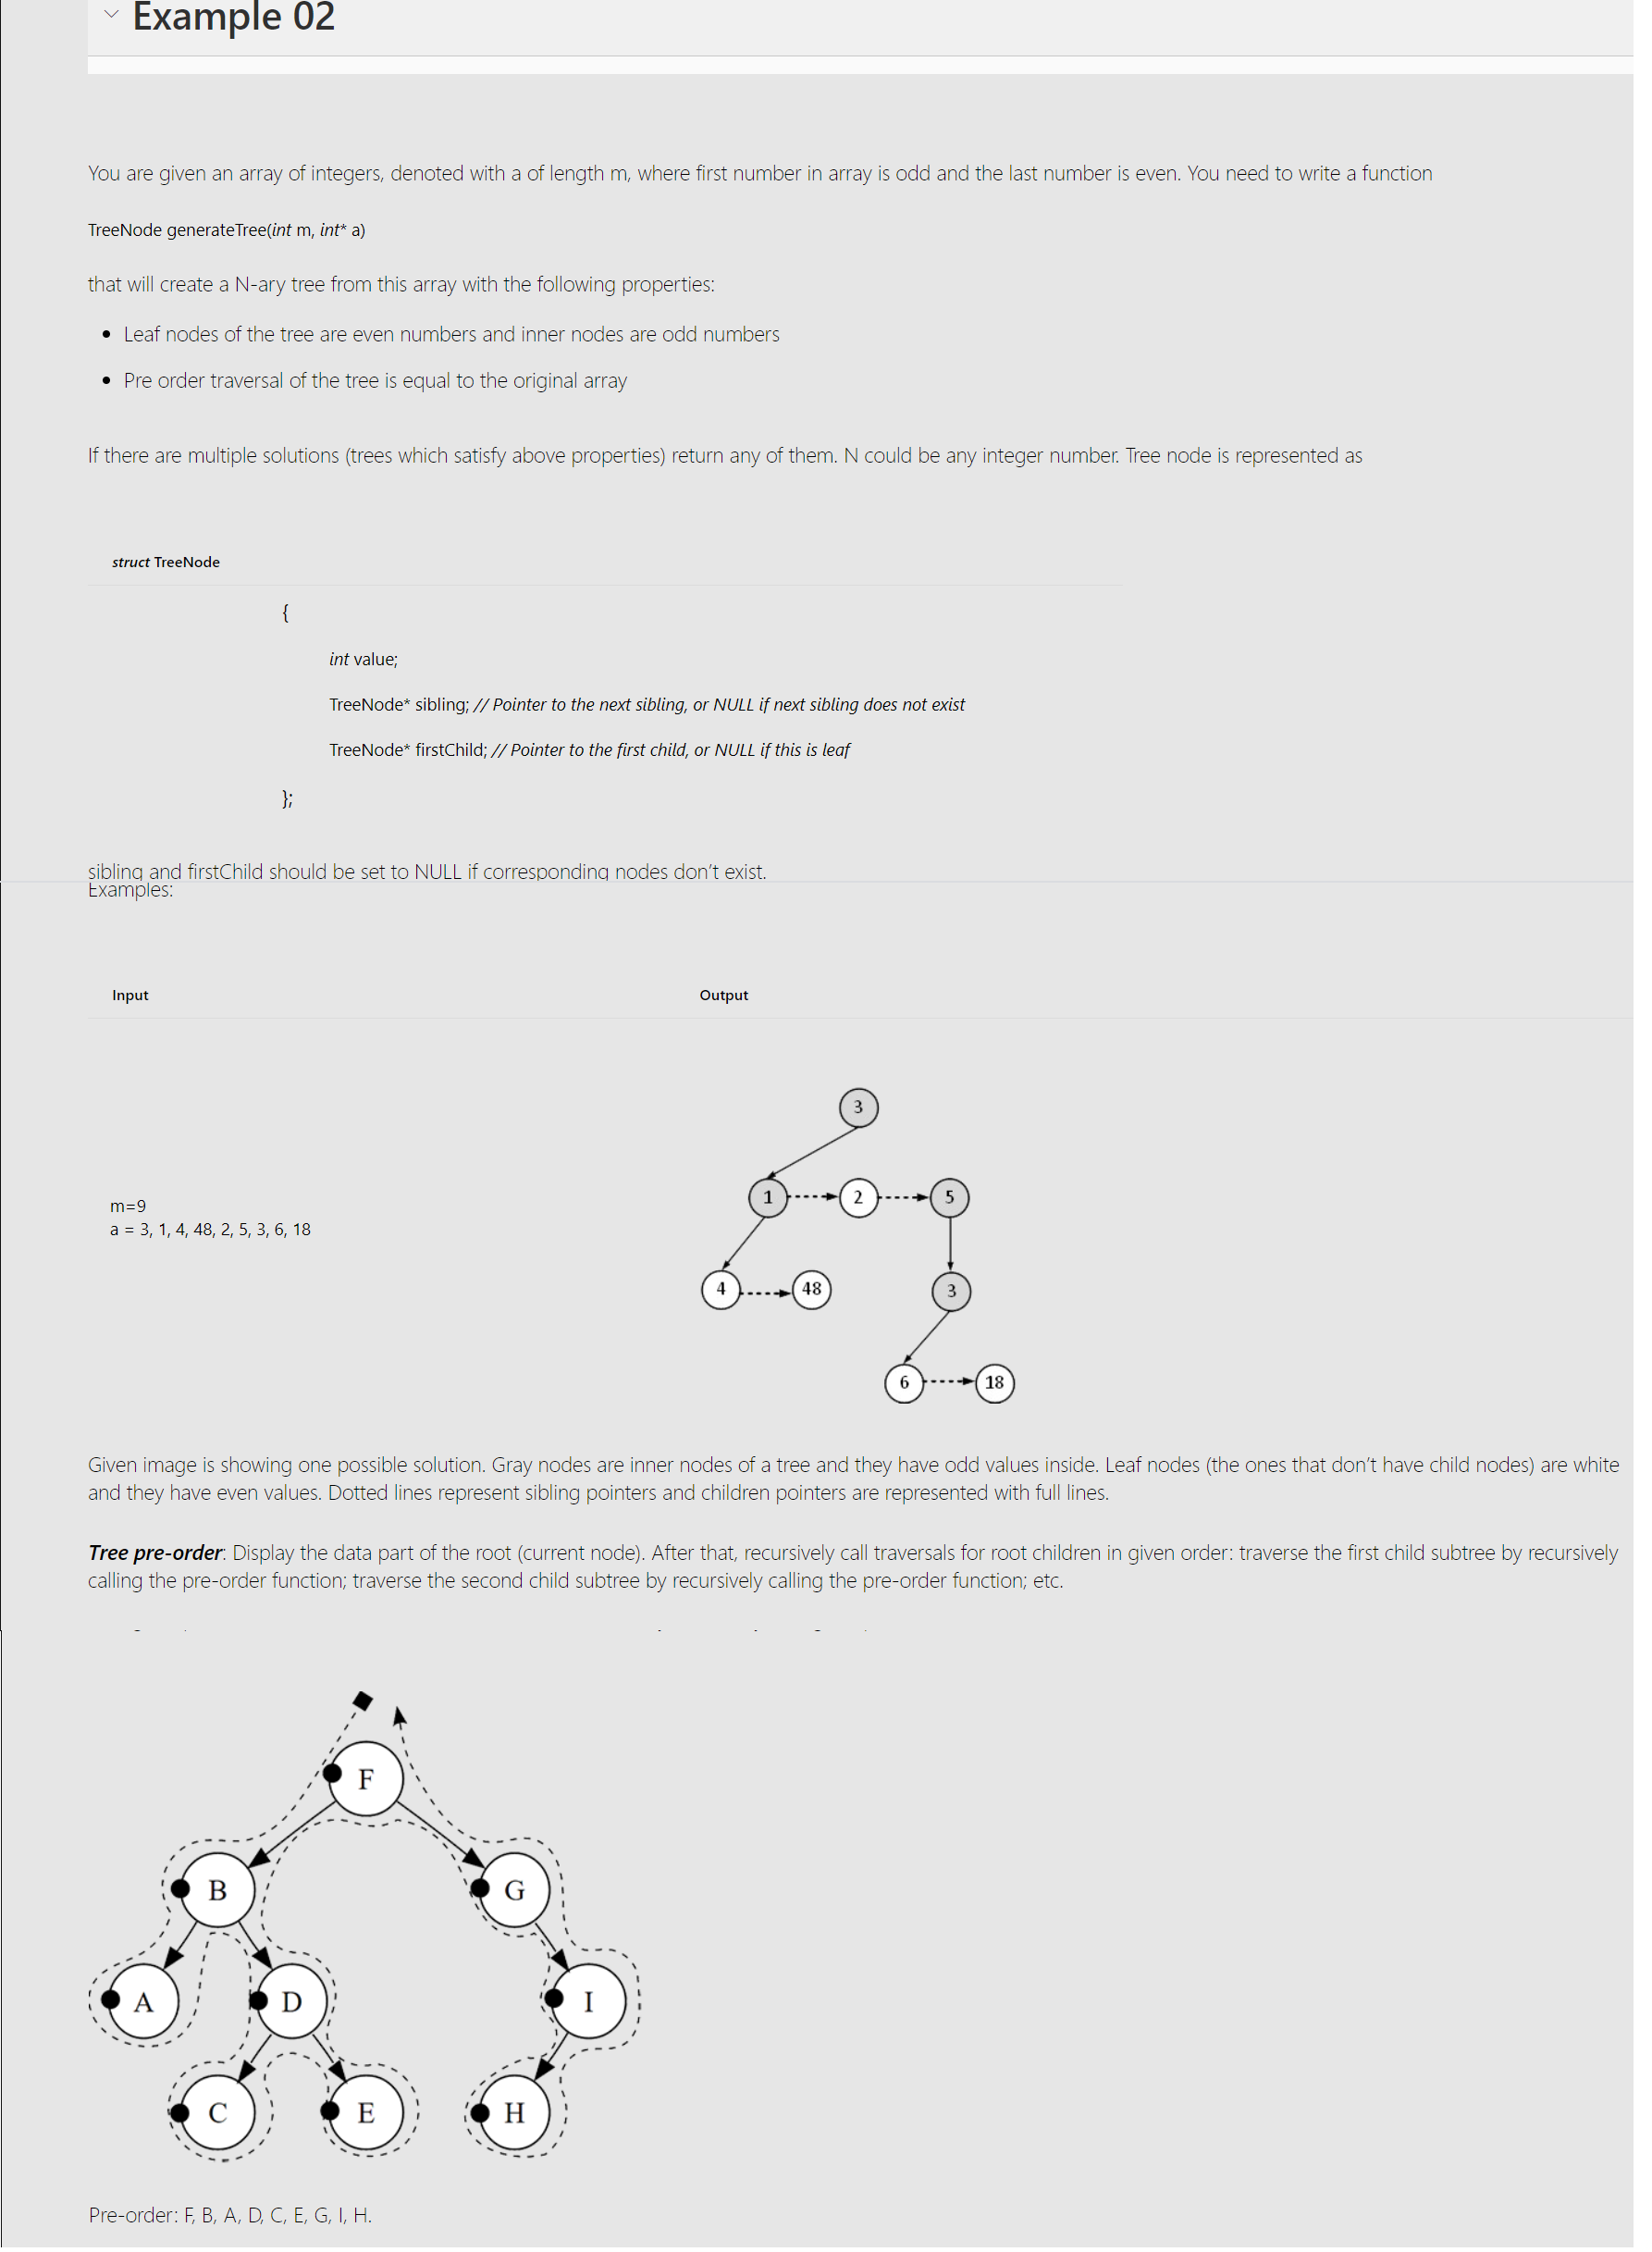 Example 02
You are given an array of integers, denoted with a of length m, where first number in array is odd and the last number is even. You need to write a function
TreeNode generateTree(int m, int* a)
that will create a N-ary tree from this array with the following properties:
• Leaf nodes of the tree are even numbers and inner nodes are odd numbers
• Pre order traversal of the tree is equal to the original array
If there are multiple solutions (trees which satisfy above properties) return any of them. N could be any integer number. Tree node is represented as
struct TreeNode
{
int value;
TreeNode* sibling; // Pointer to the next sibling, or NULL if next sibling does not exist
TreeNode* firstChild; // Pointer to the first child, or NULL if this is leaf
};
sibling and firstChild should be set to NULL if corresponding nodes don't exist.
Examples:
Input Output
3
1 2 5
m=9
a = 3, 1, 4, 48, 2, 5, 3, 6, 18
4 48 3
6 18
Given image is showing one possible solution. Gray nodes are inner nodes of a tree and they have odd values inside. Leaf nodes (the ones that don't have child nodes) are white
and they have even values. Dotted lines represent sibling pointers and children pointers are represented with full lines.
Tree pre-order: Display the data part of the root (current node). After that, recursively call traversals for root children in given order: traverse the first child subtree by recursively
calling the pre-order function; traverse the second child subtree by recursively calling the pre-order function; etc.
F
B G
A D I
C E H
Pre-order: F, B, A, D, C, E, G, I, H.